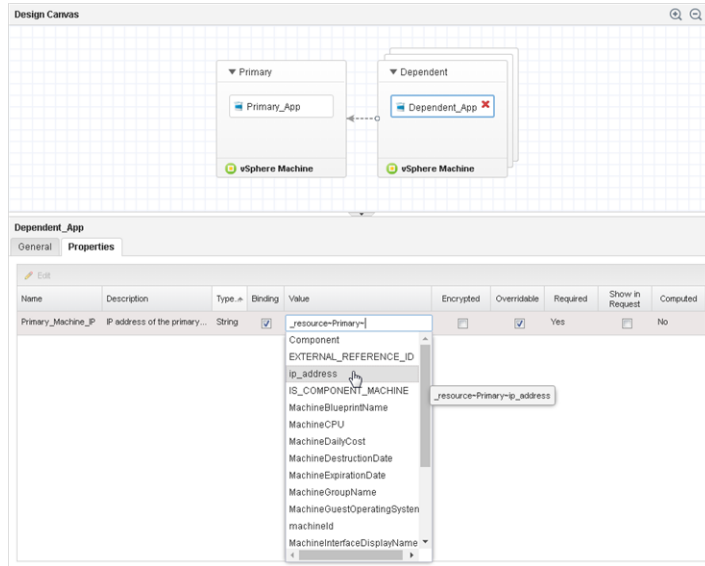 Design Canvas
Primary
Dependent
Primary_App
Dependent_App
vSphere Machine
vSphere Machine
Dependent_App
General
Properties
Edit
Name
Description
Type..
Binding
Value
Encrypted
Overridable
Required
Show in
Request
Computed
Primary_Machine_IP
IP address of the primary...
String
_resource~Primary~
Yes
No
Component
EXTERNAL_REFERENCE_ID
ip_address
IS_COMPONENT_MACHINE
_resource~Primary~ip_address
MachineBlueprintName
MachineCPU
MachineDailyCost
MachineDestructionDate
MachineExpirationDate
MachineGroupName
MachineGuestOperatingSysten
machineId
MachineInterfaceDisplayName